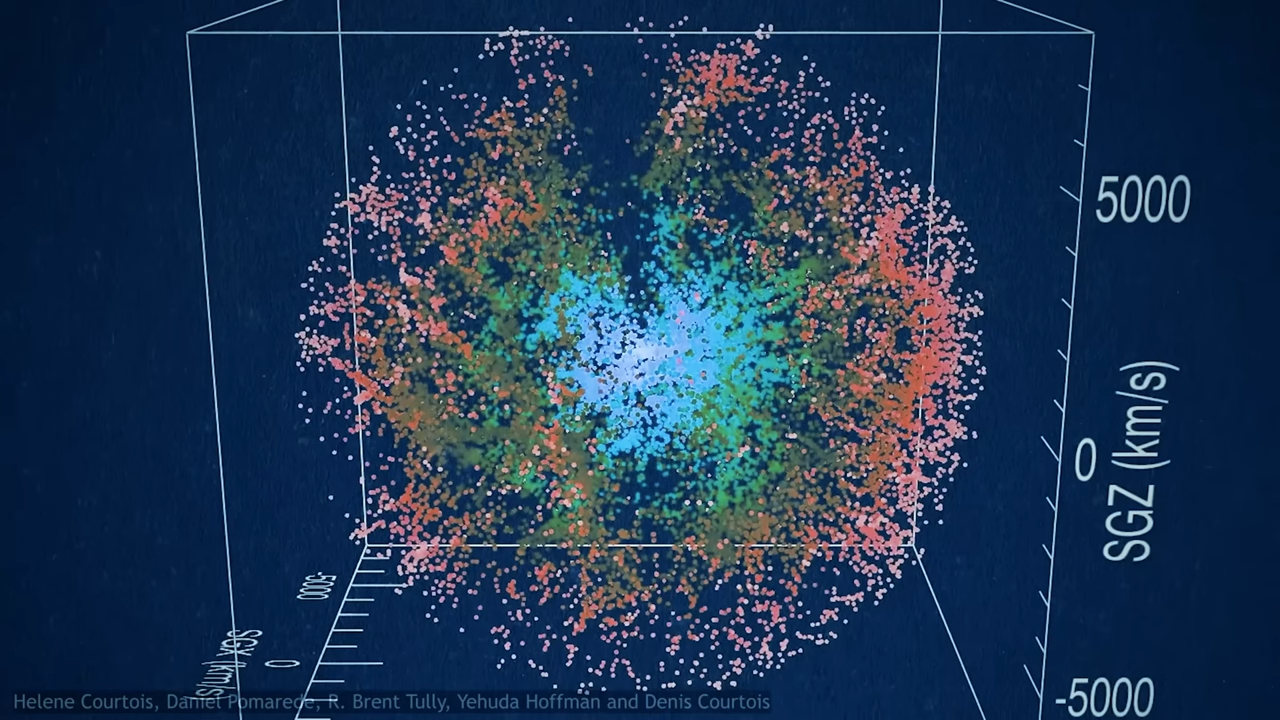 5000
0
SGZ (km/s)
-5000
-5000
0
SGX (km/s)
Helene Courtois, Daniel Pomarede, R. Brent Tully, Yehuda Hoffman and Denis Courtois